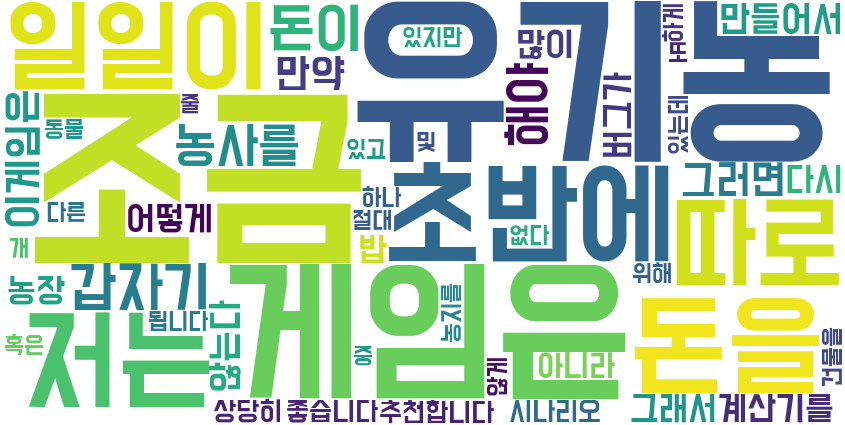 일일이
돈이
유기농
있지만
많이
하게
만들어서
만약
해야
버그가
있는데
이게임은
동물
줄
조금
농사를
있고
및
초반에
그러면
다시
다른
어떻게
하나
절대
밥
없다
따로
개
농장
갑자기
게임은
위해
혹은
저는
됩니다
않는다
중
농지를
않게
아니라
돈을
건물을
상당히
좋습니다
추천합니다
시나리오
그래서
계산기를